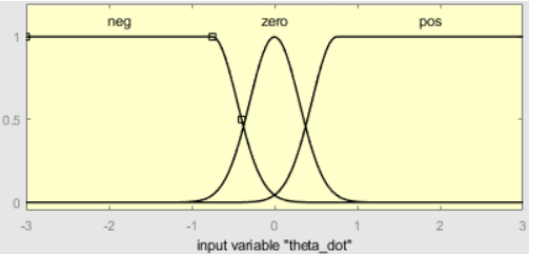 neg zero pos
1
0.5
0
-3 -2 -1 0 1 2 3
input variable "theta_dot"